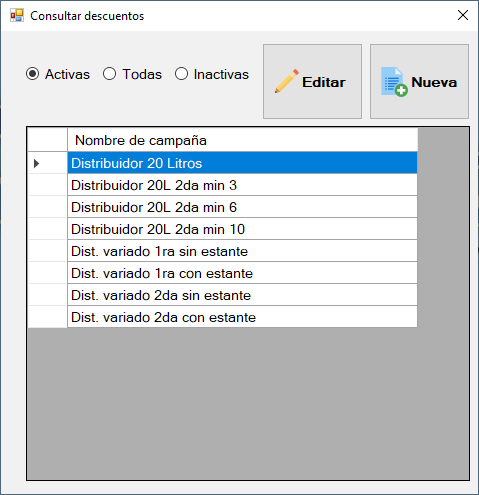 Consultar descuentos
Activas Todas Inactivas
Editar
Nueva
Nombre de campaña
Distribuidor 20 Litros
Distribuidor 20L 2da min 3
Distribuidor 20L 2da min 6
Distribuidor 20L 2da min 10
Dist. variado 1ra sin estante
Dist. variado 1ra con estante
Dist. variado 2da sin estante
Dist. variado 2da con estante